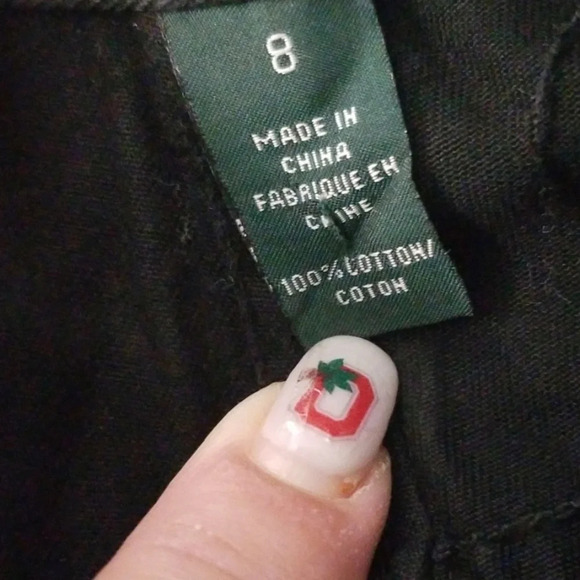 8
MADE IN
CHINA
FABRIQUE EN
CHINE
100% COTTON/
COTON
O